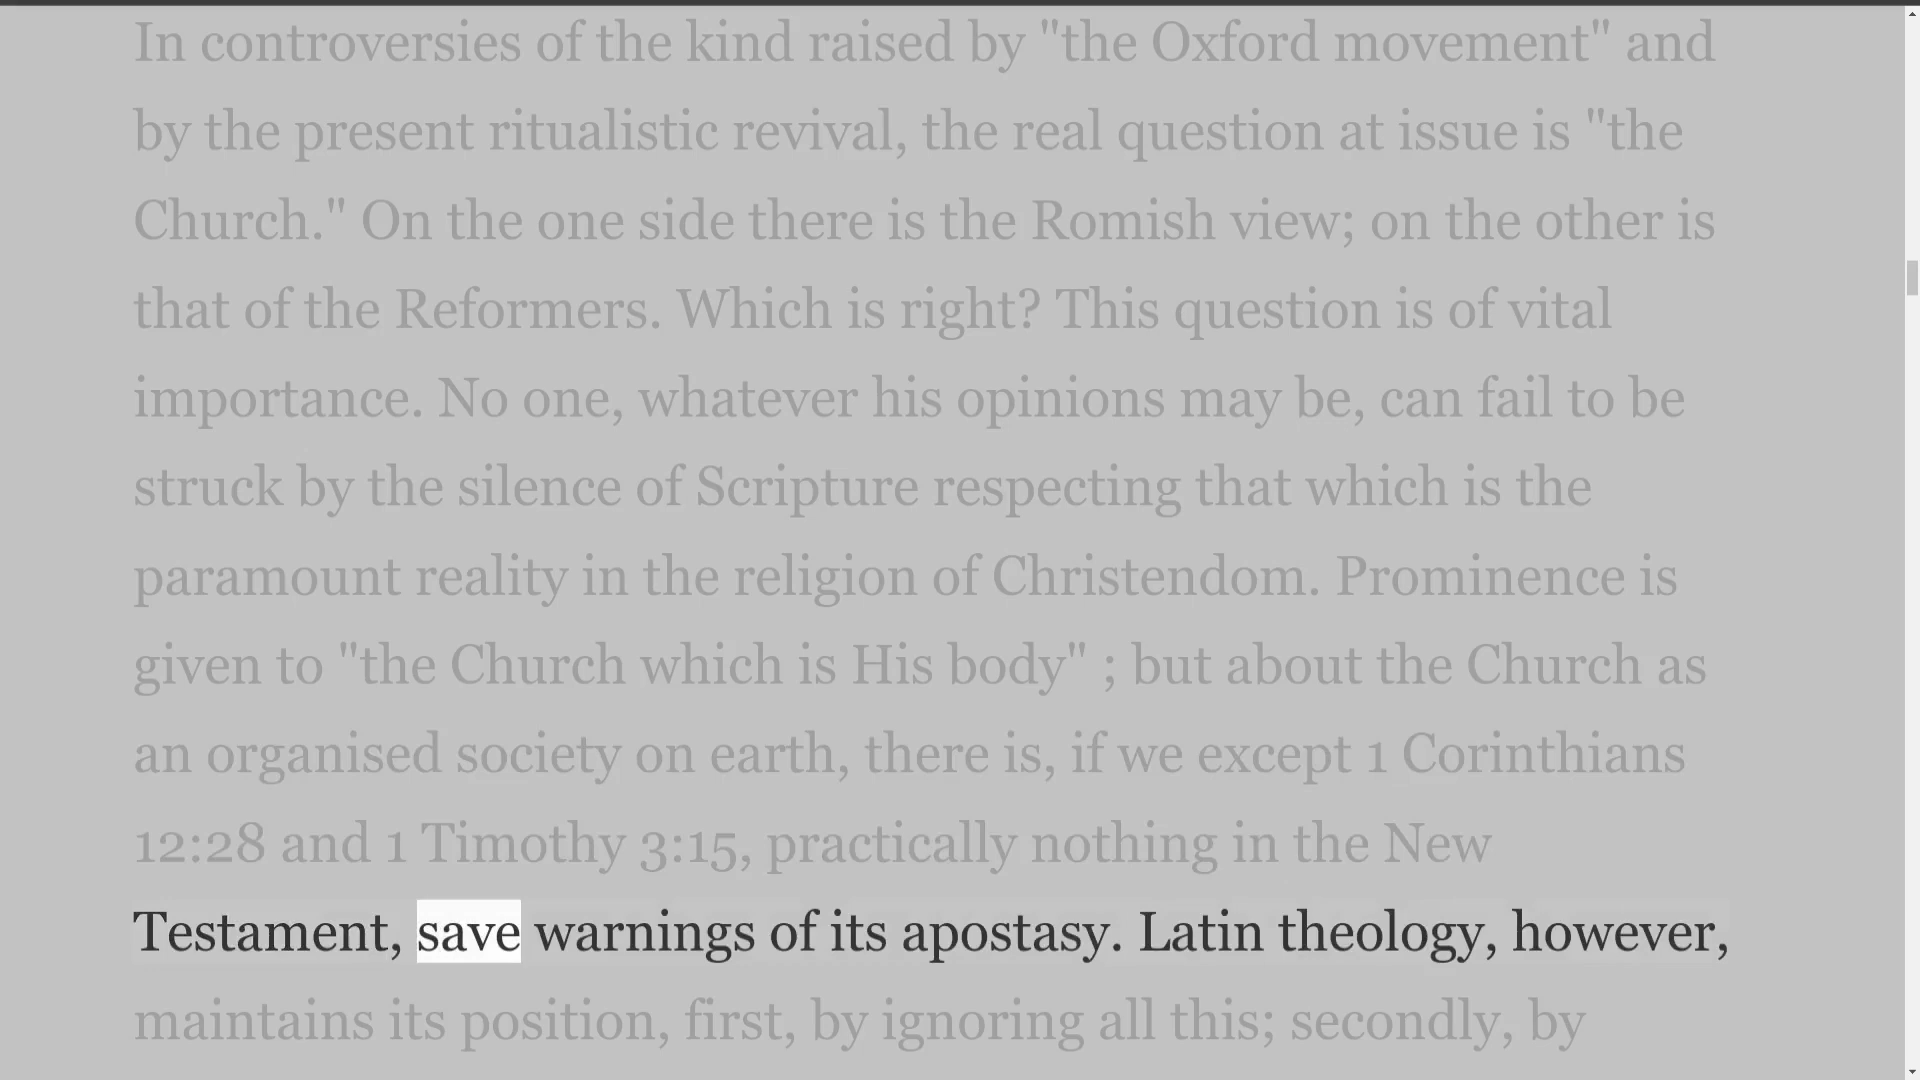 In controversies of the kind raised by "the Oxford movement" and
by the present ritualistic revival, the real question at issue is "the
Church." On the one side there is the Romish view; on the other is
that of the Reformers. Which is right? This question is of vital
importance. No one, whatever his opinions may be, can fail to be
struck by the silence of Scripture respecting that which is the
paramount reality in the religion of Christendom. Prominence is
given to "the Church which is His body" ; but about the Church as
an organised society on earth, there is, if we except 1 Corinthians
12:28 and 1 Timothy 3:15, practically nothing in the New
Testament, save warnings of its apostasy. Latin theology, however,
maintains its position, first, by ignoring all this; secondly, by